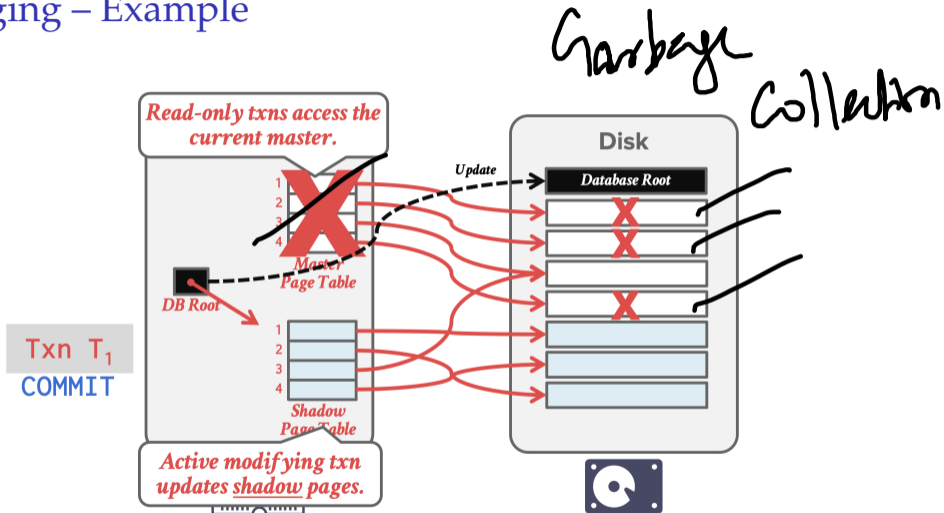 ging – Example
Garbage
Collection
Read-only txns access the
current master.
Disk
Update
Database Root
1
2
3
4
Master
Page Table
DB Root
Txn T₁
COMMIT
1
2
3
4
Shadow
Page Table
Active modifying txn
updates shadow pages.